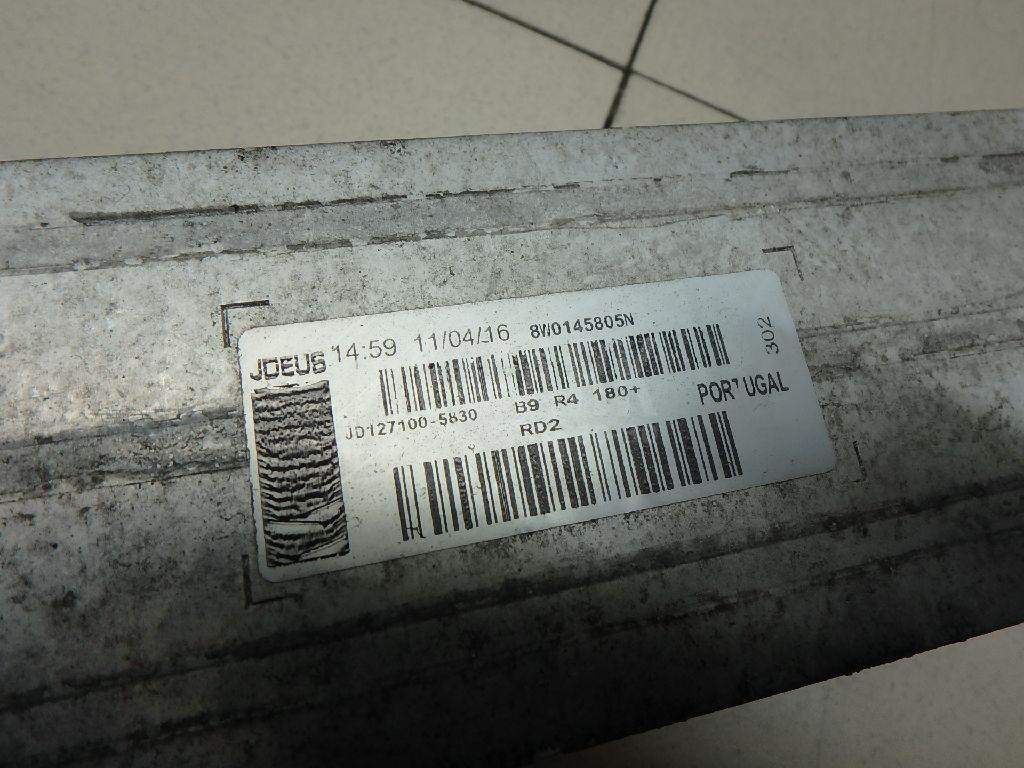 JDEUS 14:59 11/04/16 8W0145805N
302
JD127100-5830 B9 R4 180+ PORTUGAL
RD2